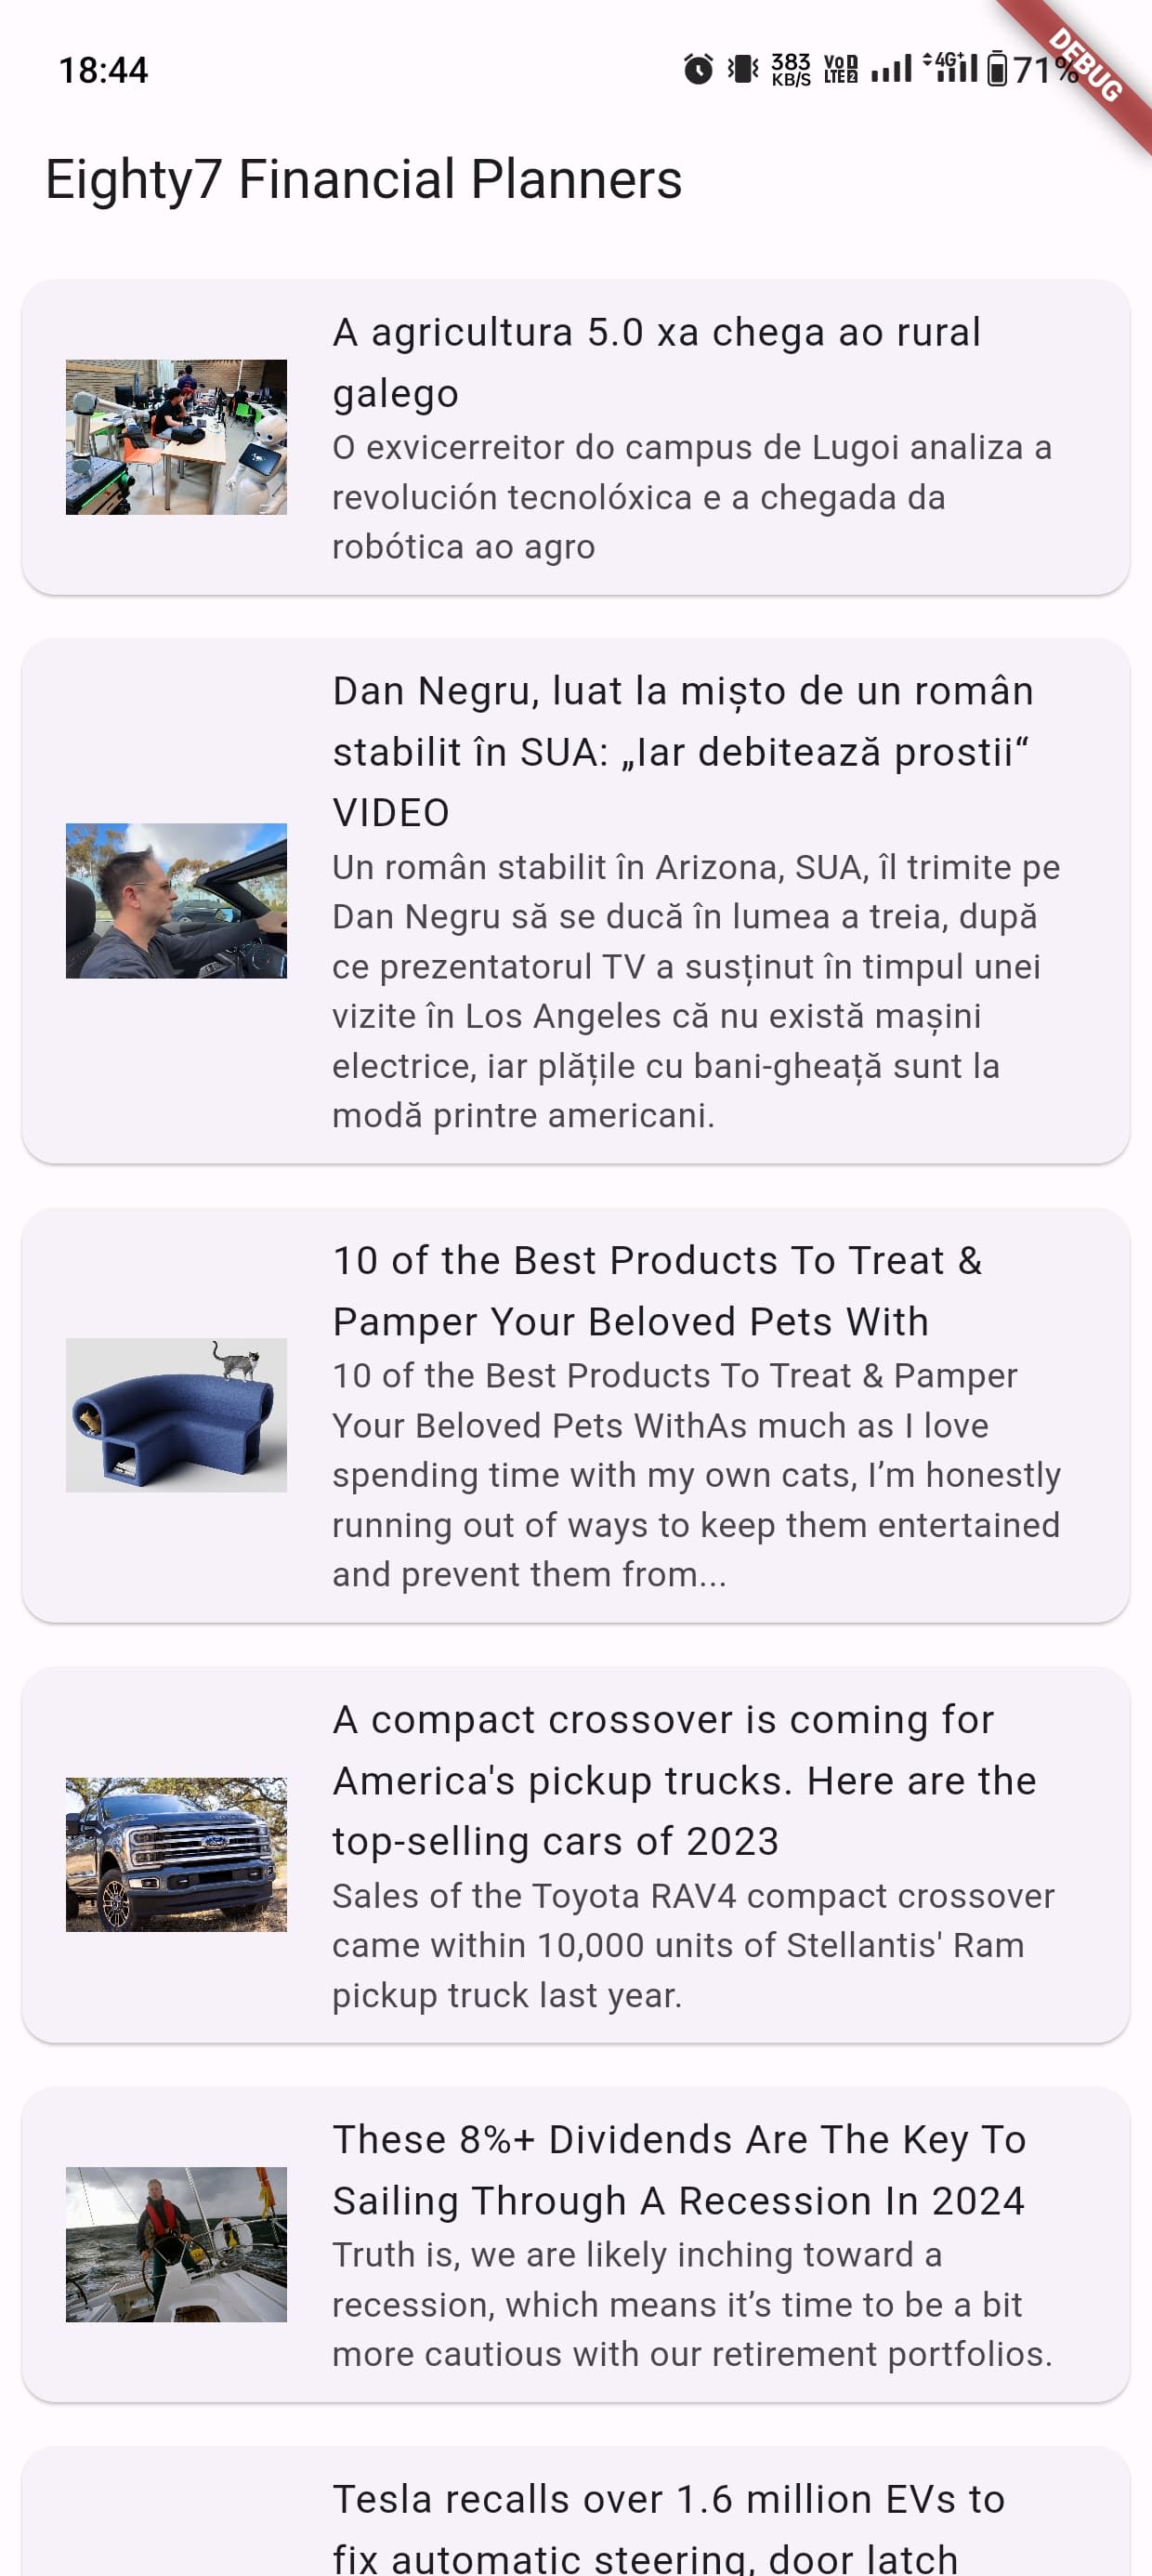 18:44
383
KB/S
Vo
LTE 2
4G+
71%
DEBUG
Eighty7 Financial Planners
A agricultura 5.0 xa chega ao rural
galego
O exvicerreitor do campus de Lugoi analiza a
revolución tecnolóxica e a chegada da
robótica ao agro
Dan Negru, luat la mișto de un român
stabilit în SUA: „Iar debitează prostii“
VIDEO
Un român stabilit în Arizona, SUA, îl trimite pe
Dan Negru să se ducă în lumea a treia, după
ce prezentatorul TV a susținut în timpul unei
vizite în Los Angeles că nu există mașini
electrice, iar plățile cu bani-gheață sunt la
modă printre americani.
10 of the Best Products To Treat &
Pamper Your Beloved Pets With
10 of the Best Products To Treat & Pamper
Your Beloved Pets WithAs much as I love
spending time with my own cats, I’m honestly
running out of ways to keep them entertained
and prevent them from...
A compact crossover is coming for
America's pickup trucks. Here are the
top-selling cars of 2023
Sales of the Toyota RAV4 compact crossover
came within 10,000 units of Stellantis' Ram
pickup truck last year.
These 8%+ Dividends Are The Key To
Sailing Through A Recession In 2024
Truth is, we are likely inching toward a
recession, which means it’s time to be a bit
more cautious with our retirement portfolios.
Tesla recalls over 1.6 million EVs to
fix automatic steering, door latch